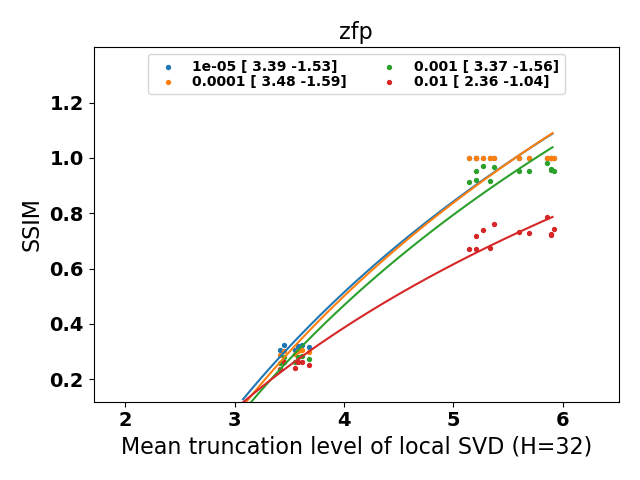 zfp
1e-05 [ 3.39 -1.53]
0.0001 [ 3.48 -1.59]
0.001 [ 3.37 -1.56]
0.01 [ 2.36 -1.04]
SSIM
1.2
1.0
0.8
0.6
0.4
0.2
2 3 4 5 6
Mean truncation level of local SVD (H=32)